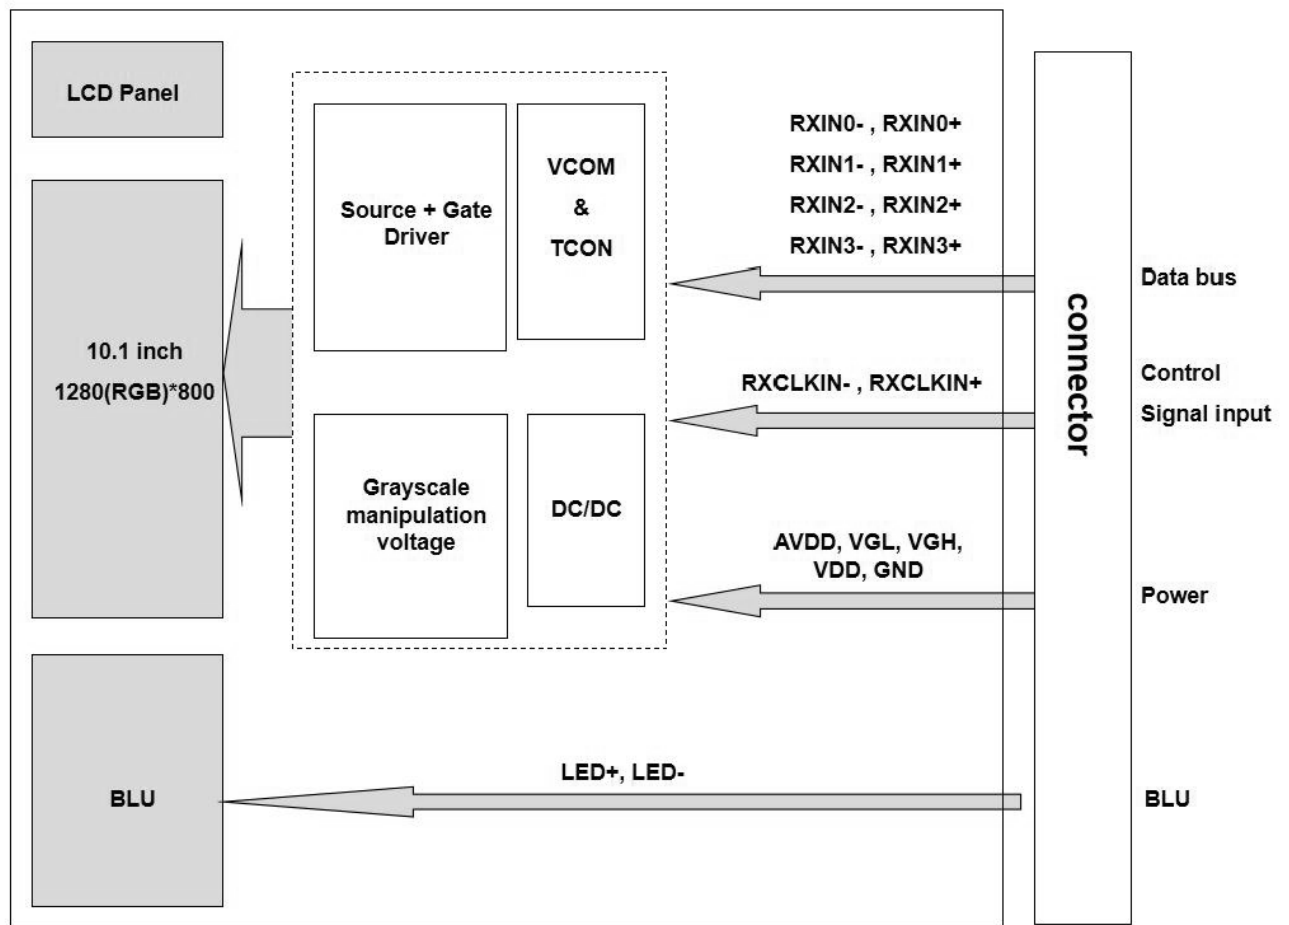 LCD Panel
10.1 inch
1280(RGB)*800
BLU
Source + Gate
Driver
VCOM
&
TCON
Grayscale
manipulation
voltage
DC/DC
RXIN0- , RXIN0+
RXIN1- , RXIN1+
RXIN2- , RXIN2+
RXIN3- , RXIN3+
RXCLKIN- , RXCLKIN+
AVDD, VGL, VGH,
VDD, GND
LED+, LED-
connector
Data bus
Control
Signal input
Power
BLU